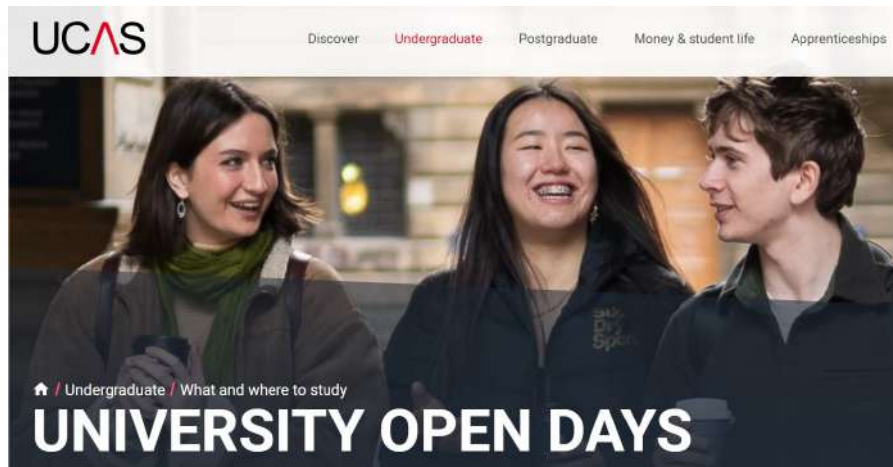 UCAS
Discover Undergraduate Postgraduate Money & student life Apprenticeships
/ Undergraduate / What and where to study
UNIVERSITY OPEN DAYS